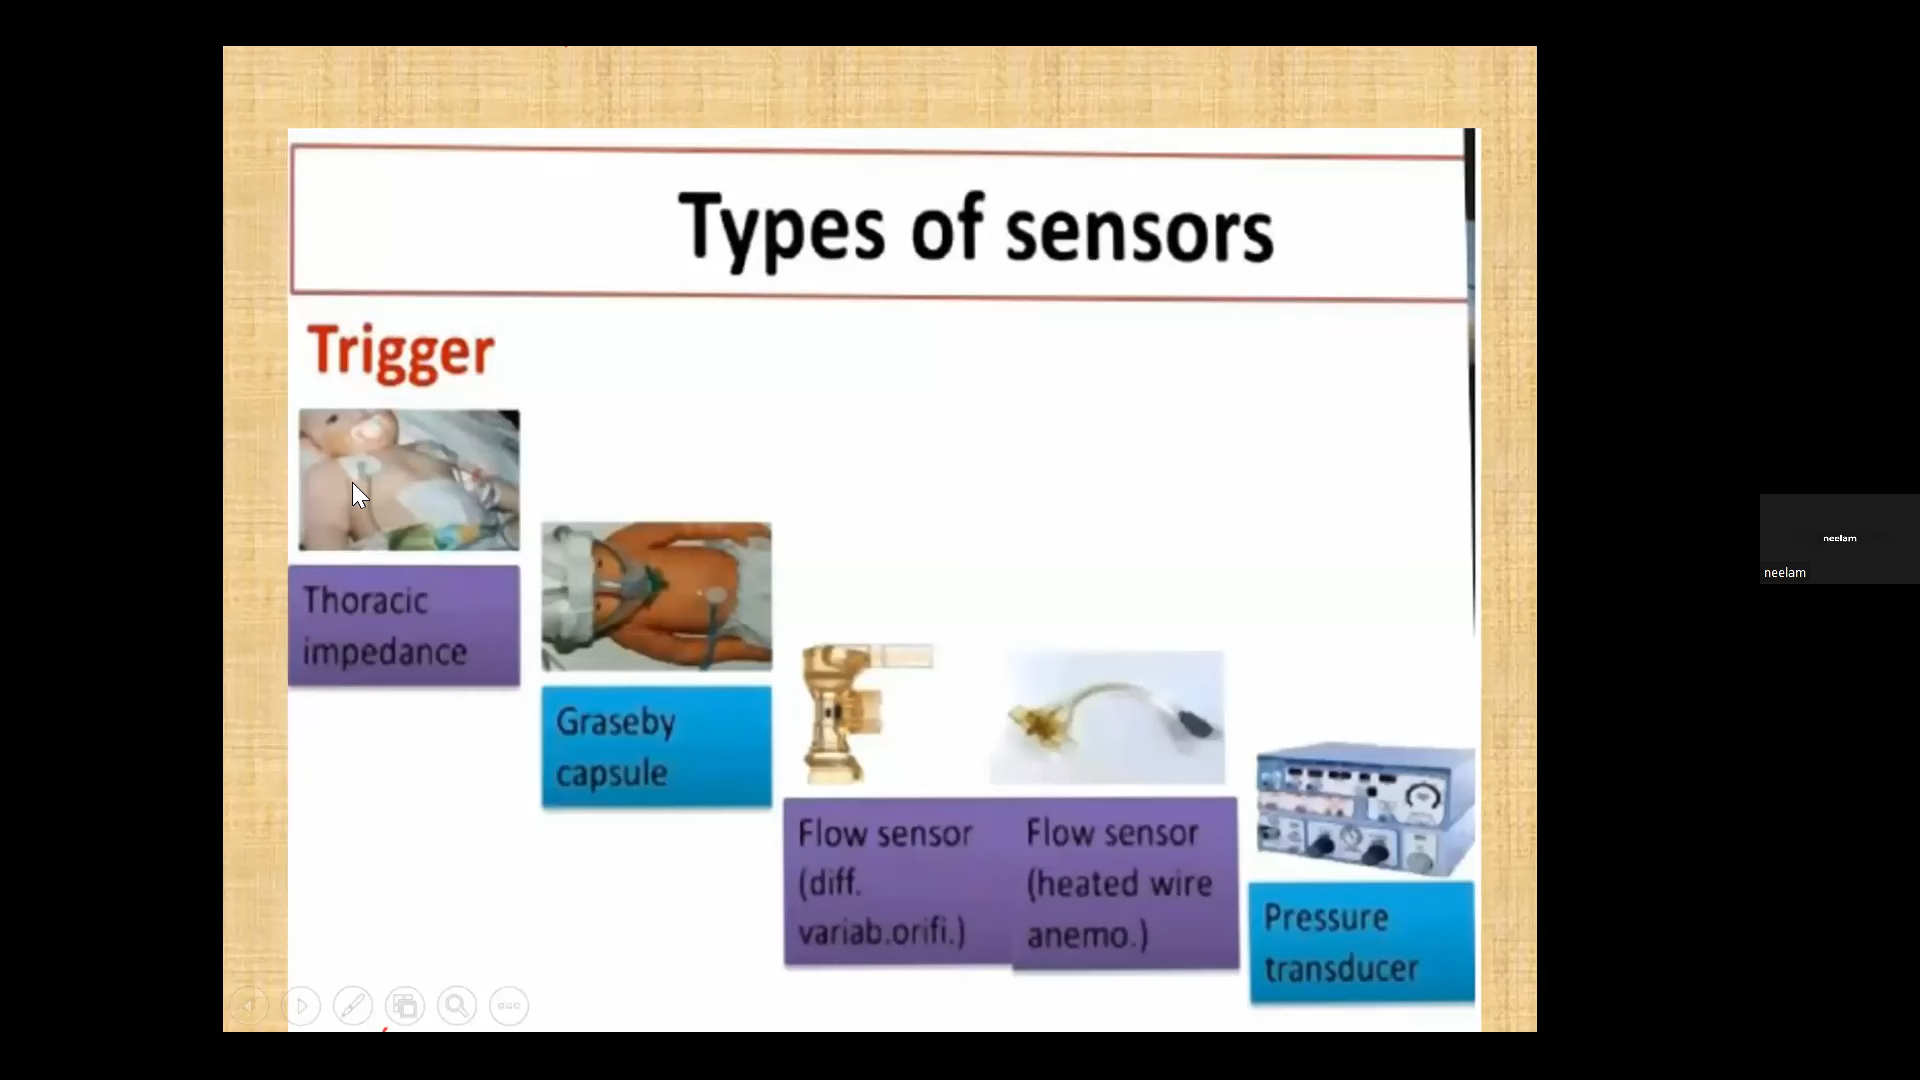 Types of sensors
Trigger
Thoracic
impedance
Graseby
capsule
Flow sensor
(diff.
variab.orifi.)
Flow sensor
(heated wire
anemo.)
Pressure
transducer
neelam
neelam